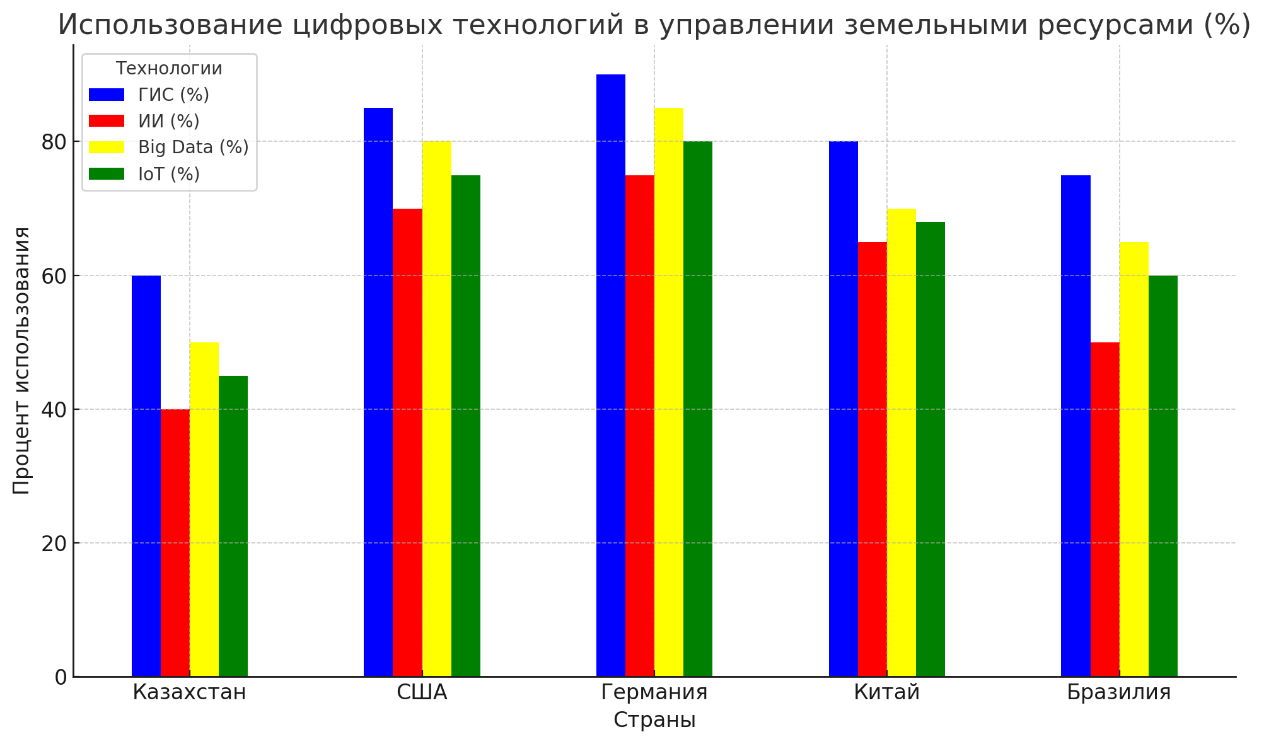 Использование цифровых технологий в управлении земельными ресурсами (%)
Технологии
ГИС (%)
ИИ (%)
Big Data (%)
IoT (%)
Процент использования
80
60
40
20
0
Казахстан США Германия Китай Бразилия
Страны